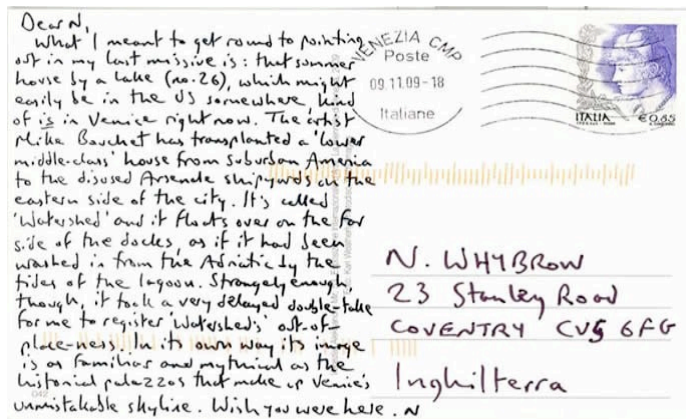 Dear N,
What I meant to get round to pointing
out in my last missive is: that summer
house by a lake (no. 26), which might
easily be in the US somewhere, kind
of is in Venice right now. The artist
Mike Bouchet has transplanted a 'lower
middle-class' house from suburban America
to the disused Arsenale shipyards on the
eastern side of the city. It's called
'Watershed' and it floats over on the far
side of the docks, as if it had been
washed in from the Adriatic by the
tides of the lagoon. Strangely enough,
though, it took a very delayed double-take
for me to register 'Watershed's' out-of-
place-ness. In its own way its image
is as familiar and mythical as the
historical palazzos that make up Venice's
unmistakable skyline. Wish you were here. N
042
VENEZIA CMP
Poste
09.11.09-18
Italiane
ITALIA €0,85
N. WHYBROW
23 Stanley Road
COVENTRY CV5 6FG
Inghilterra